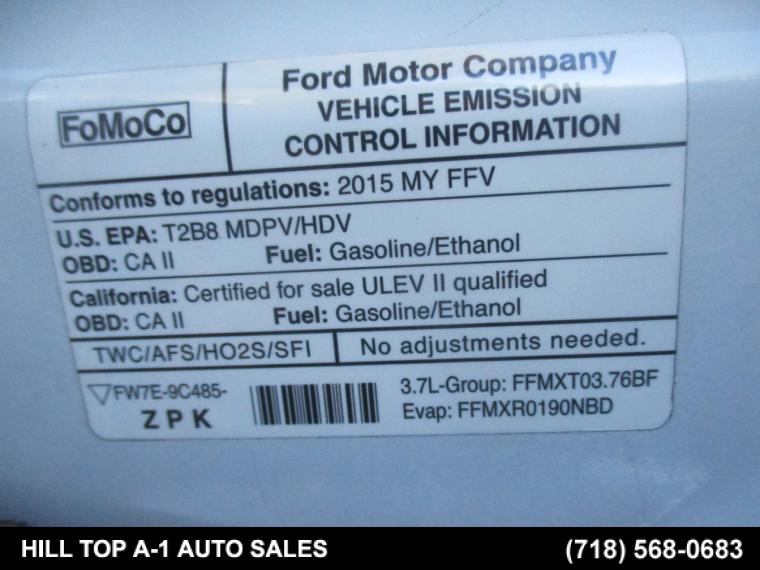 FoMoCo
Ford Motor Company
VEHICLE EMISSION
CONTROL INFORMATION
Conforms to regulations: 2015 MY FFV
U.S. EPA: T2B8 MDPV/HDV
OBD: CA II Fuel: Gasoline/Ethanol
California: Certified for sale ULEV II qualified
OBD: CA II Fuel: Gasoline/Ethanol
TWC/AFS/HO2S/SFI No adjustments needed.
FW7E-9C485-
ZPK
3.7L-Group: FFMXT03.76BF
Evap: FFMXR0190NBD
HILL TOP A-1 AUTO SALES (718) 568-0683